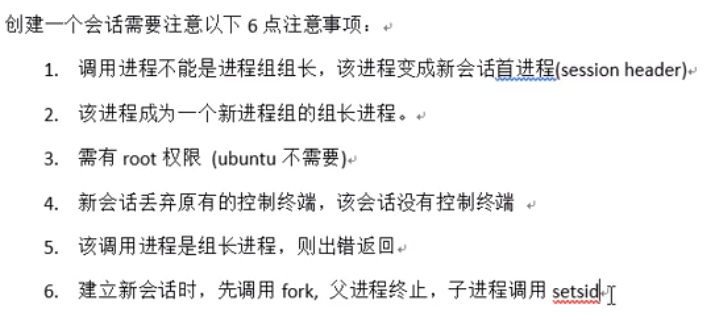 创建一个会话需要注意以下 6 点注意事项：
1. 调用进程不能是进程组组长，该进程变成新会话首进程(session header)
2. 该进程成为一个新进程组的组长进程。
3. 需有 root 权限 (ubuntu 不需要)
4. 新会话丢弃原有的控制终端，该会话没有控制终端
5. 该调用进程是组长进程，则出错返回
6. 建立新会话时，先调用 fork, 父进程终止，子进程调用 setsid